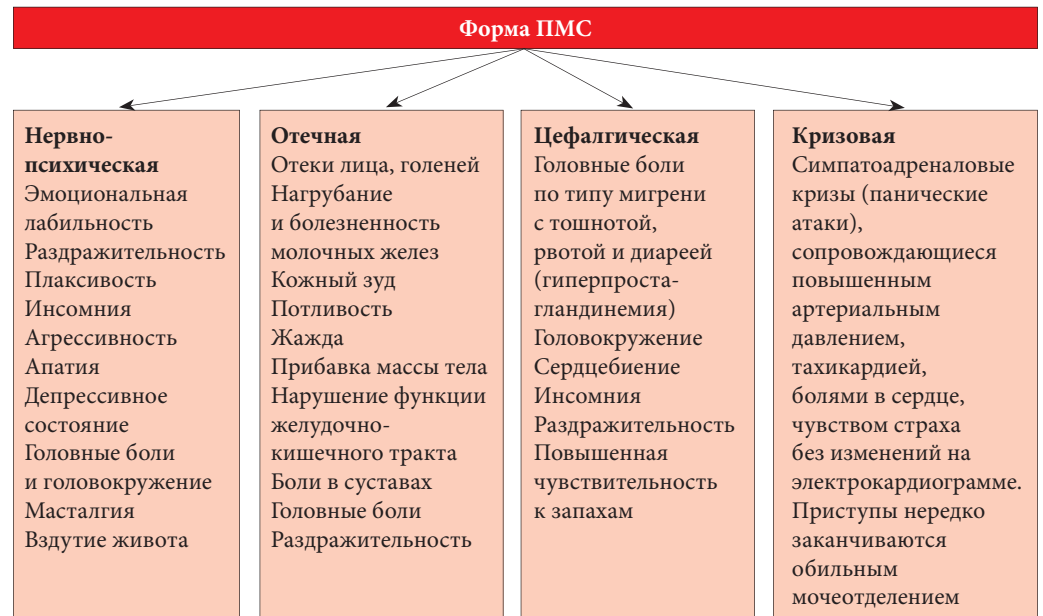 Форма ПМС
Нервно-
психическая
Эмоциональная
лабильность
Раздражительность
Плаксивость
Инсомния
Агрессивность
Апатия
Депрессивное
состояние
Головные боли
и головокружение
Масталгия
Вздутие живота
Отечная
Отеки лица, голеней
Нагрубание
и болезненность
молочных желез
Кожный зуд
Потливость
Жажда
Прибавка массы тела
Нарушение функции
желудочно-
кишечного тракта
Боли в суставах
Головные боли
Раздражительность
Цефалгическая
Головные боли
по типу мигрени
с тошнотой,
рвотой и диареей
(гиперпроста-
гландинемия)
Головокружение
Сердцебиение
Инсомния
Раздражительность
Повышенная
чувствительность
к запахам
Кризовая
Симпатоадреналовые
кризы (панические
атаки),
сопровождающиеся
повышенным
артериальным
давлением,
тахикардией,
болями в сердце,
чувством страха
без изменений на
электрокардиограмме.
Приступы нередко
заканчиваются
обильным
мочеотделением